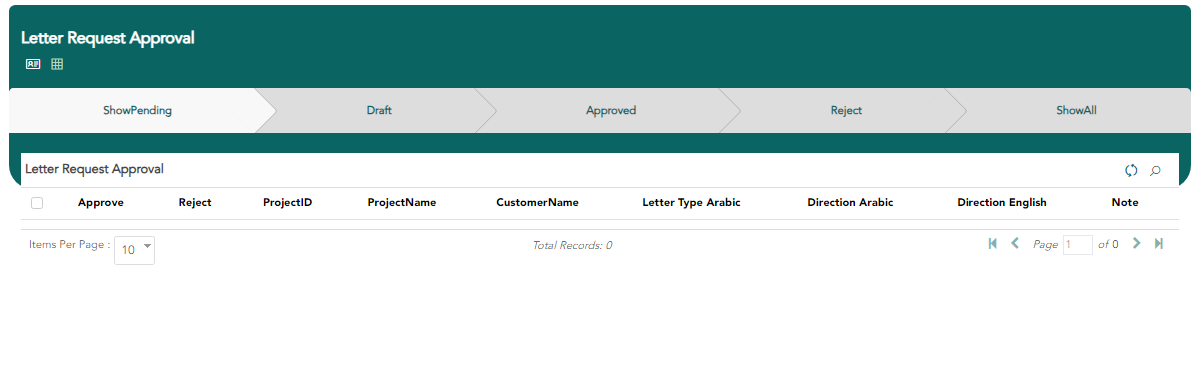 Letter Request Approval
ShowPending Draft Approved Reject ShowAll
Letter Request Approval
Approve Reject ProjectID ProjectName CustomerName Letter Type Arabic Direction Arabic Direction English Note
Items Per Page : 10 Total Records: 0 Page 1 of 0